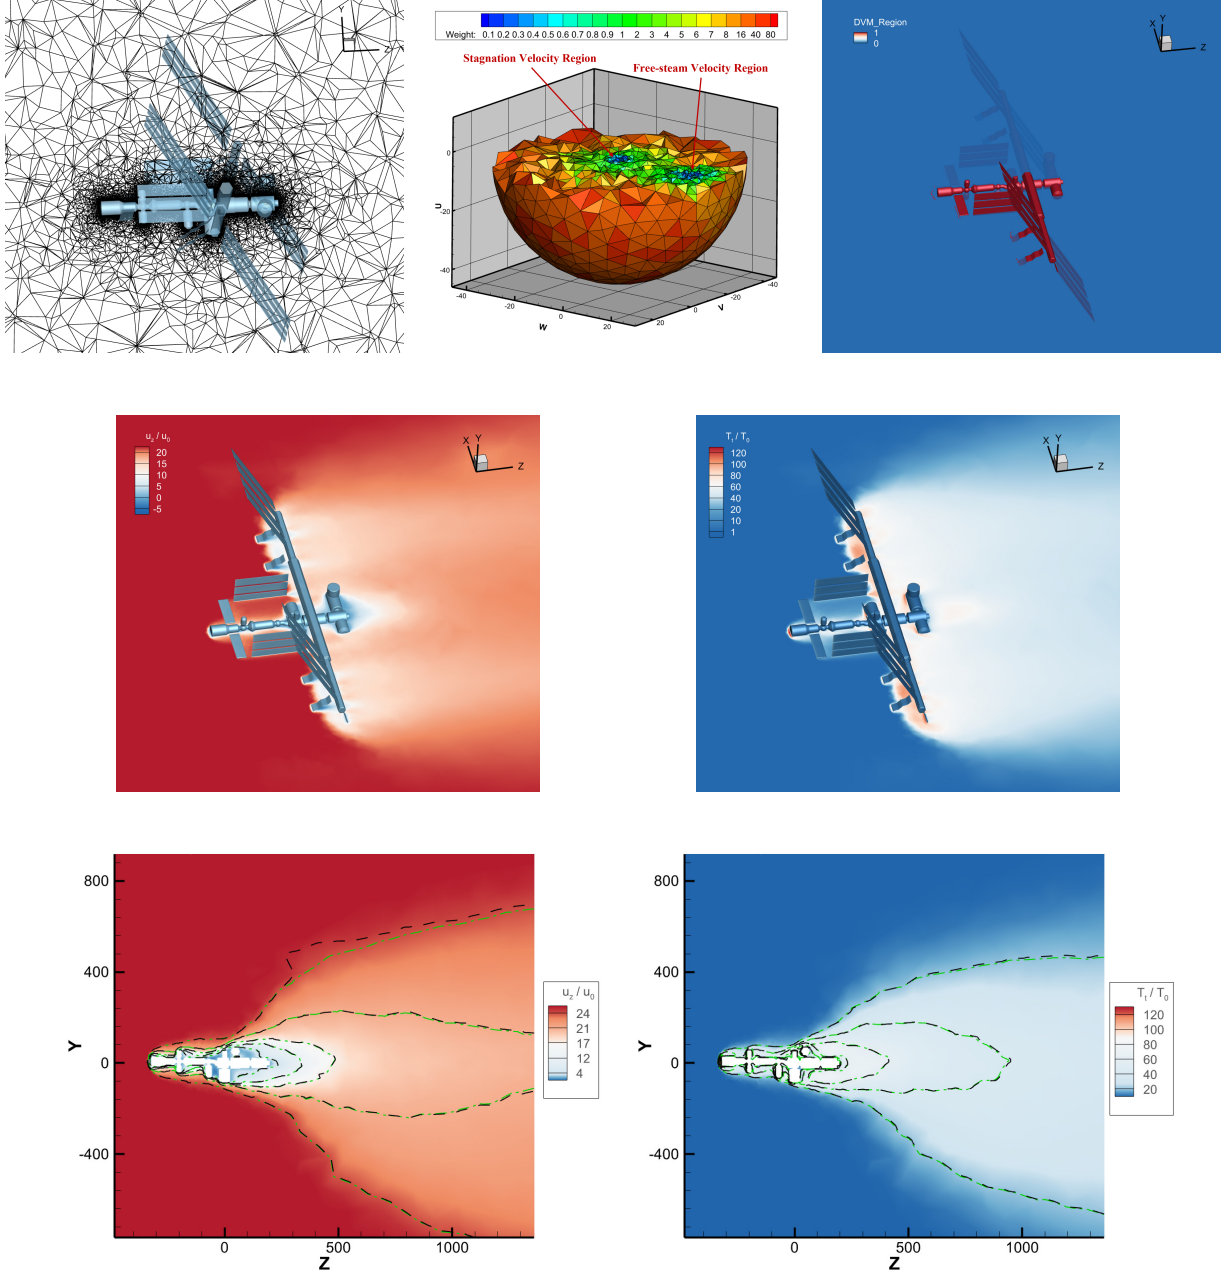 Y
Z
Weight: 0.1 0.2 0.3 0.4 0.5 0.6 0.7 0.8 0.9 1 2 3 4 5 6 7 8 16 40 80
Stagnation Velocity Region
Free-steam Velocity Region
0
-20
-40
u
-40
-20
0
20
W
20
0
-20
-40
V
DVM_Region
1
0
X Y
Z
u_z / u_0
20
15
10
5
0
-5
X Y
Z
T_t / T_0
120
100
80
60
40
20
10
1
X Y
Z
800
400
0
-400
Y
0 500 1000
Z
u_z / u_0
24
21
17
12
4
800
400
0
-400
Y
0 500 1000
Z
T_t / T_0
120
100
80
60
40
20